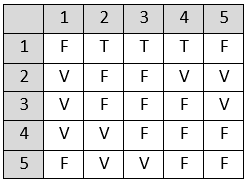 1 2 3 4 5
1 F T T T F
2 V F F V V
3 V F F F V
4 V V F F F
5 F V V F F